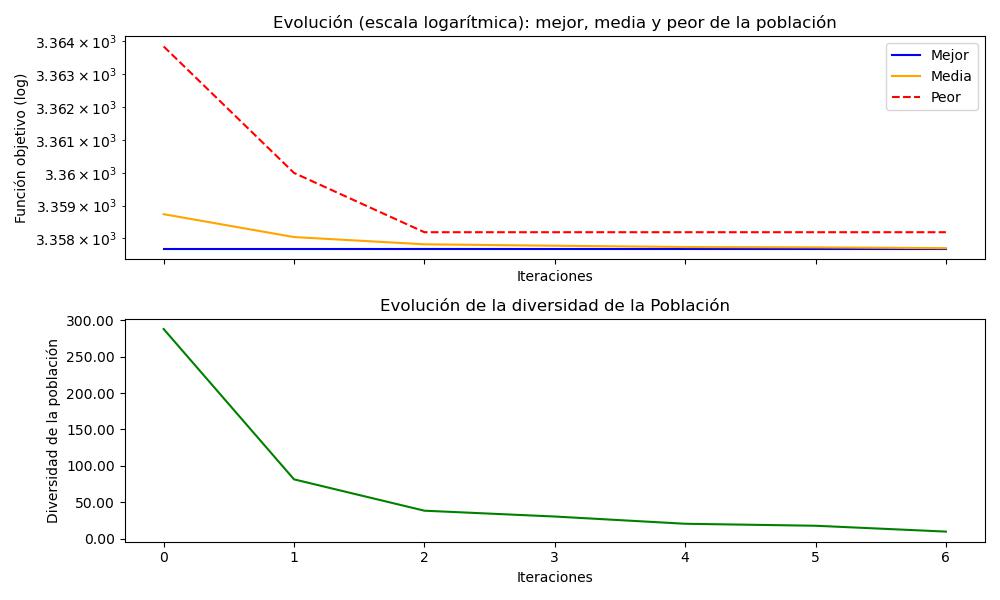 Evolución (escala logarítmica): mejor, media y peor de la población
Función objetivo (log)
3.364 × 10³
3.363 × 10³
3.362 × 10³
3.361 × 10³
3.36 × 10³
3.359 × 10³
3.358 × 10³
Mejor
Media
Peor
Iteraciones
Evolución de la diversidad de la Población
Diversidad de la población
300.00
250.00
200.00
150.00
100.00
50.00
0.00
0 1 2 3 4 5 6
Iteraciones